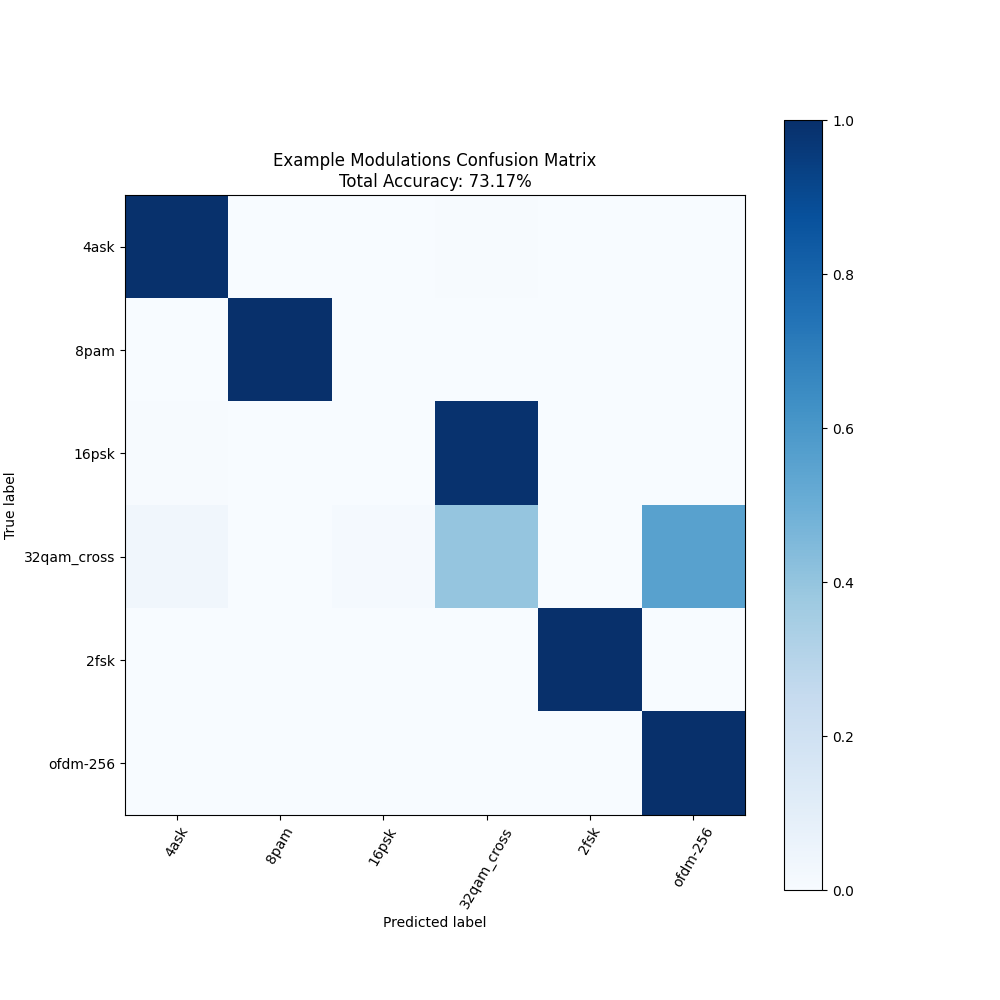 Example Modulations Confusion Matrix
Total Accuracy: 73.17%
True label
4ask
8pam
16psk
32qam_cross
2fsk
ofdm-256
4ask
8pam
16psk
32qam_cross
2fsk
ofdm-256
Predicted label
1.0
0.8
0.6
0.4
0.2
0.0